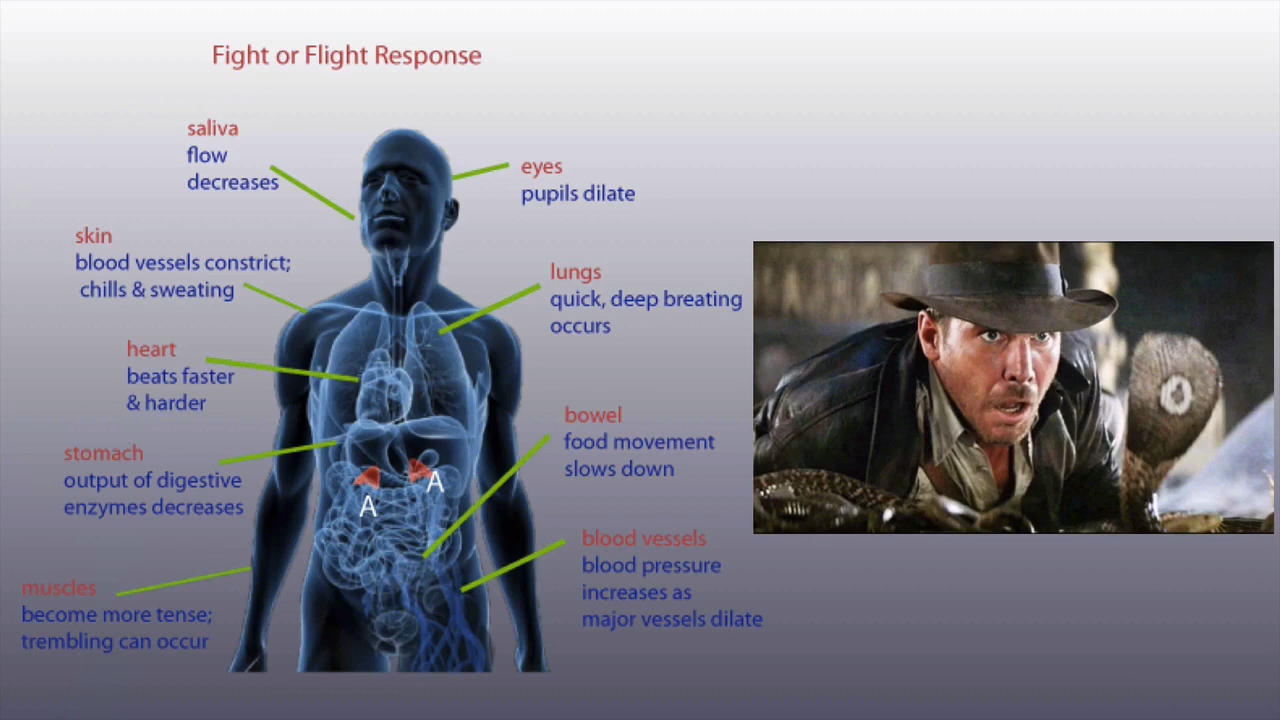 Fight or Flight Response
saliva
flow
decreases
eyes
pupils dilate
skin
blood vessels constrict;
chills & sweating
lungs
quick, deep breating
occurs
heart
beats faster
& harder
bowel
food movement
slows down
stomach
output of digestive
enzymes decreases
A
A
blood vessels
blood pressure
increases as
major vessels dilate
muscles
become more tense;
trembling can occur